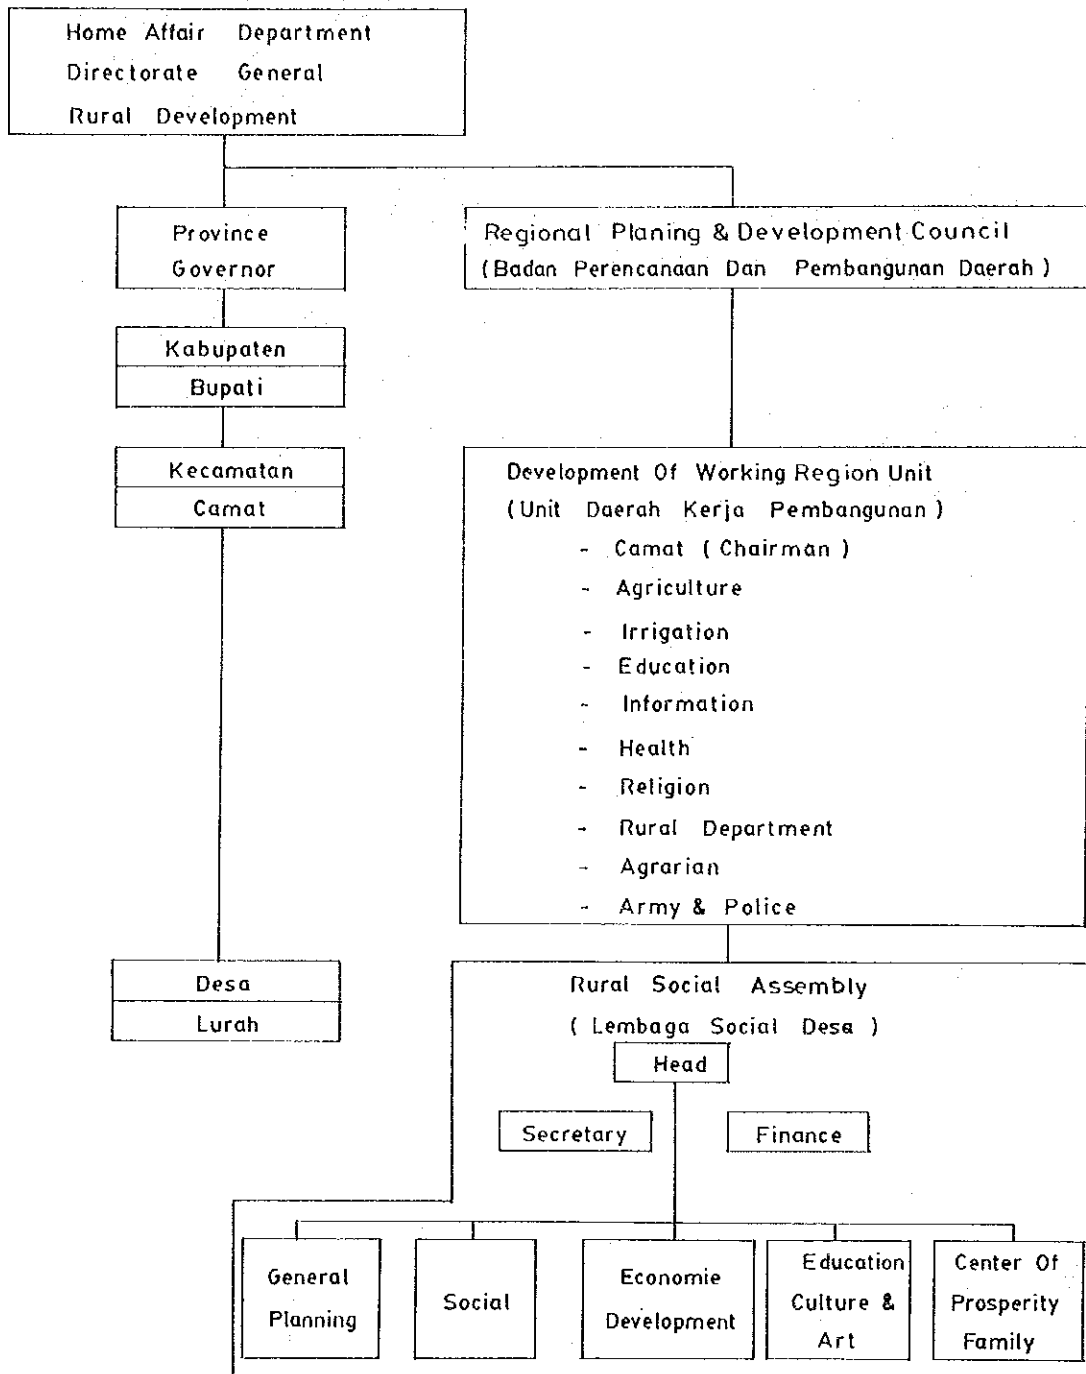 Home Affair Department
Directorate General
Rural Development
Province
Governor
Regional Planing & Development Council
(Badan Perencanaan Dan Pembangunan Daerah)
Kabupaten
Bupati
Kecamatan
Camat
Development Of Working Region Unit
(Unit Daerah Kerja Pembangunan)
- Camat (Chairman)
- Agriculture
- Irrigation
- Education
- Information
- Health
- Religion
- Rural Department
- Agrarian
- Army & Police
Desa
Lurah
Rural Social Assembly
(Lembaga Social Desa)
Head
Secretary
Finance
General
Planning
Social
Economie
Development
Education
Culture &
Art
Center Of
Prosperity
Family